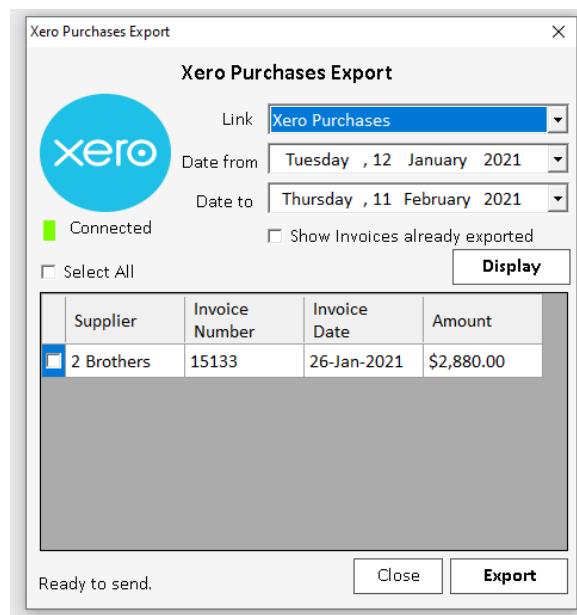 Xero Purchases Export
Xero Purchases Export
xero
Link Xero Purchases
Date from Tuesday , 12 January 2021
Date to Thursday , 11 February 2021
Connected
Show Invoices already exported
Select All
Display
Supplier Invoice Number Invoice Date Amount
2 Brothers 15133 26-Jan-2021 $2,880.00
Ready to send.
Close Export